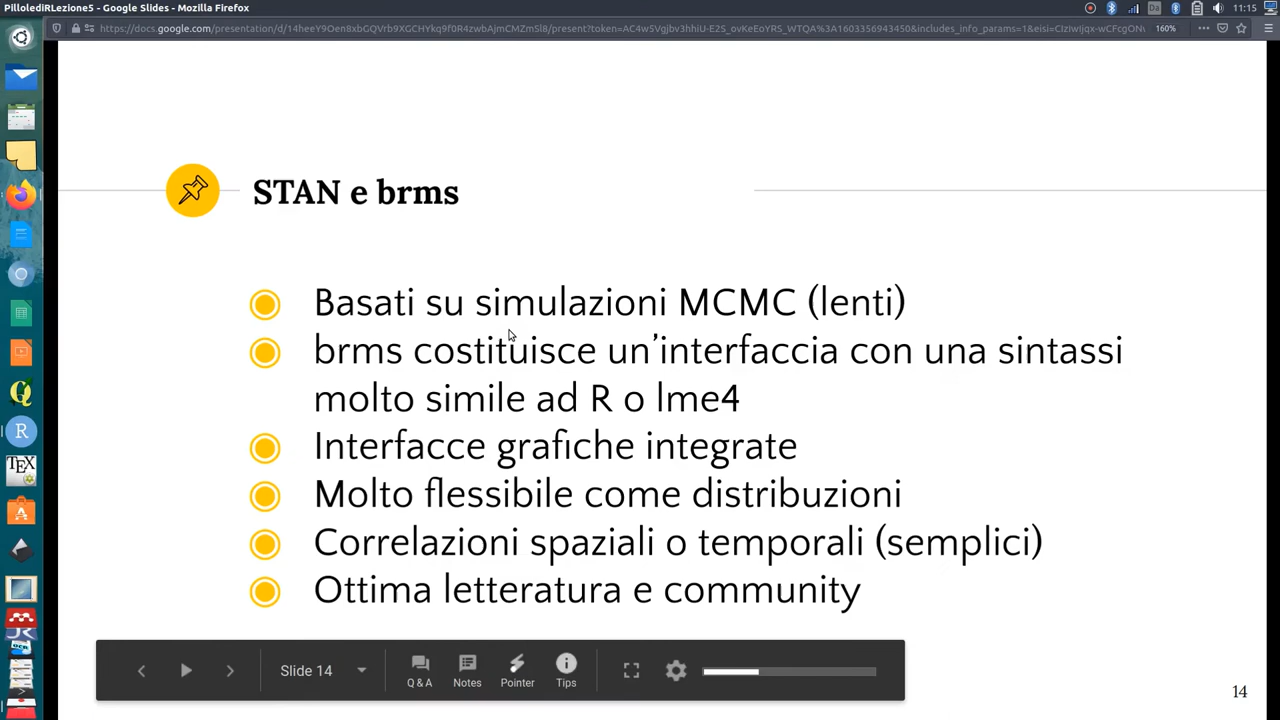 PillolediRLezione5 - Google Slides - Mozilla Firefox
Da
11:15
160%
STAN e brms
Basati su simulazioni MCMC (lenti)
brms costituisce un'interfaccia con una sintassi
molto simile ad R o lme4
Interfacce grafiche integrate
Molto flessibile come distribuzioni
Correlazioni spaziali o temporali (semplici)
Ottima letteratura e community
Slide 14
Q & A
Notes
Pointer
Tips
14